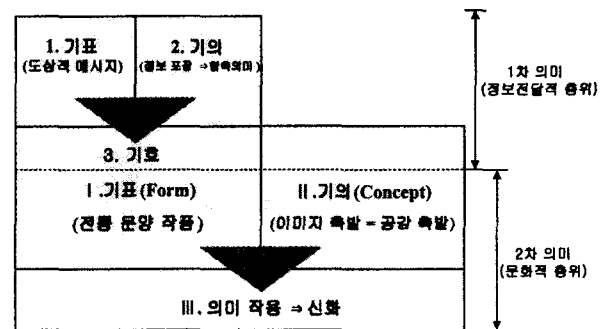 1. 기표
(도상적 메시지)
2. 기의
(정보 포장 ⇒함축의미)
3. 기호
Ⅰ.기표(Form)
(전통 문양 작품)
Ⅱ.기의(Concept)
(이미지 촉발 = 공감 촉발)
Ⅲ. 의미 작용 ⇒ 신화
1차 의미
(정보전달적 층위)
2차 의미
(문화적 층위)